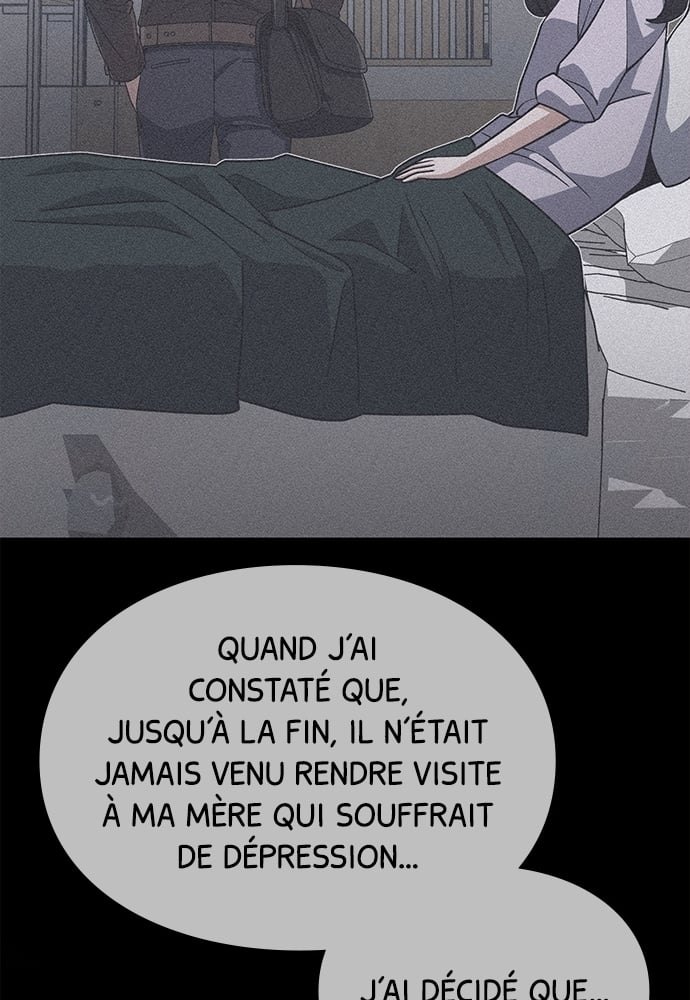 QUAND J'AI
CONSTATÉ QUE,
JUSQU'À LA FIN, IL N'ÉTAIT
JAMAIS VENU RENDRE VISITE
À MA MÈRE QUI SOUFFRAIT
DE DÉPRESSION...
J'AI DÉCIDÉ QUE...